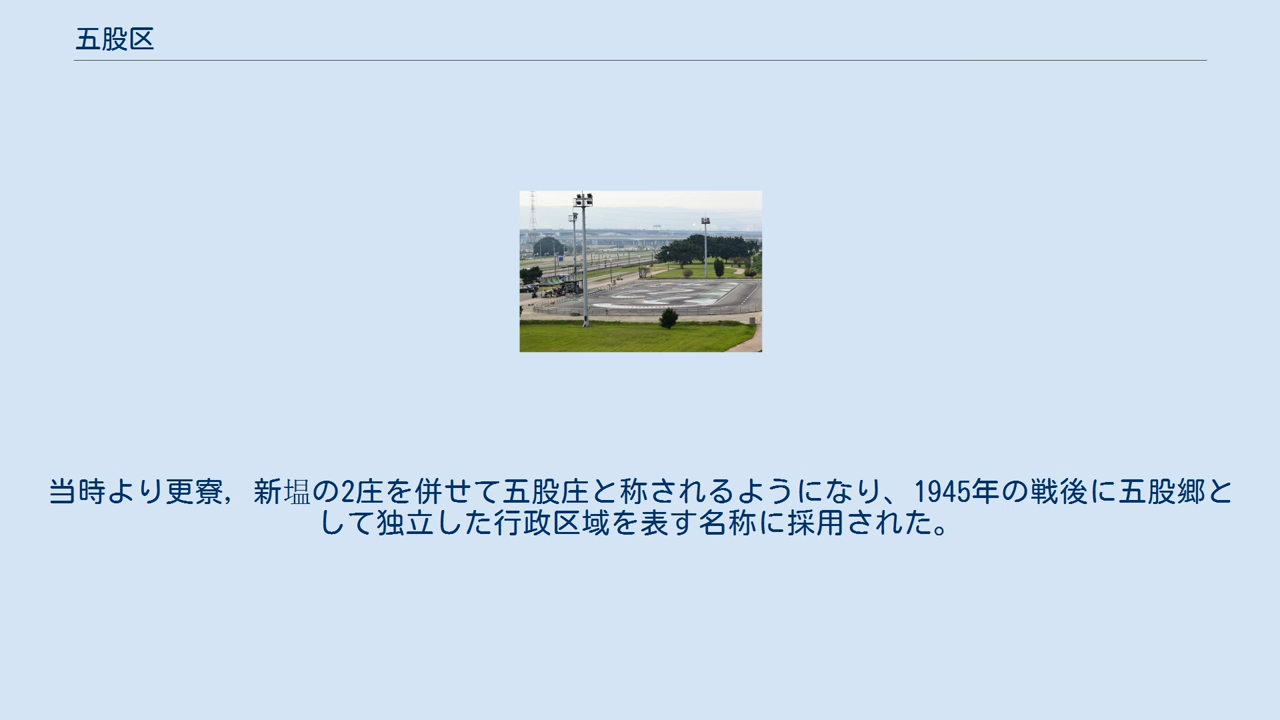 五股区
当時より更寮，新塭の2庄を併せて五股庄と称されるようになり、1945年の戦後に五股郷と
して独立した行政区域を表す名称に採用された。